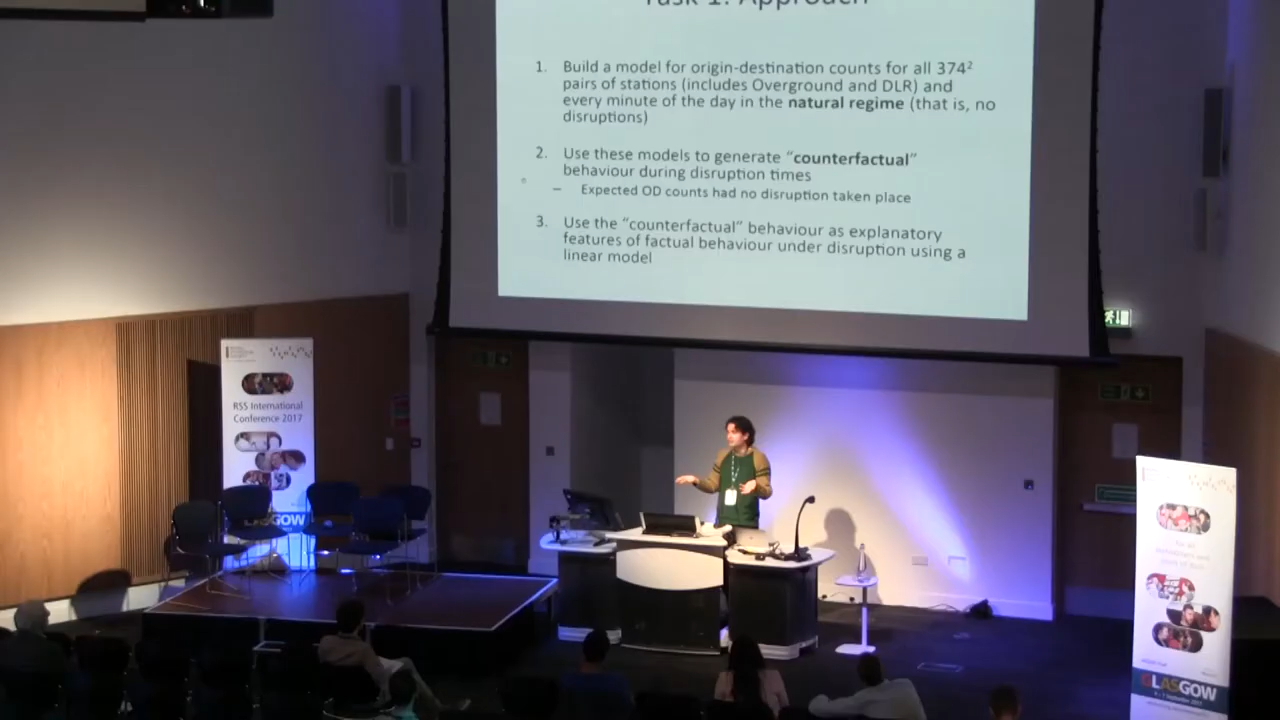 Task 1: Approach
1. Build a model for origin-destination counts for all 374²
pairs of stations (includes Overground and DLR) and
every minute of the day in the natural regime (that is, no
disruptions)
2. Use these models to generate “counterfactual”
behaviour during disruption times
– Expected OD counts had no disruption taken place
3. Use the “counterfactual” behaviour as explanatory
features of factual behaviour under disruption using a
linear model
RSS International
Conference 2017
GLASGOW
GLASGOW